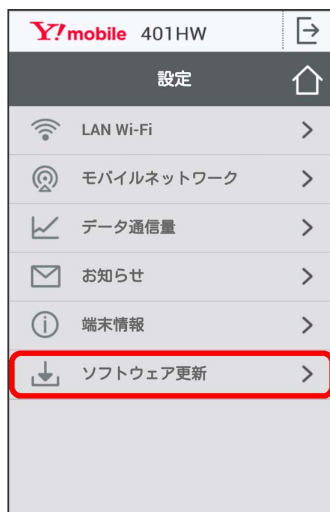 Y!mobile 401HW
設定
LAN Wi-Fi
モバイルネットワーク
データ通信量
お知らせ
端末情報
ソフトウェア更新